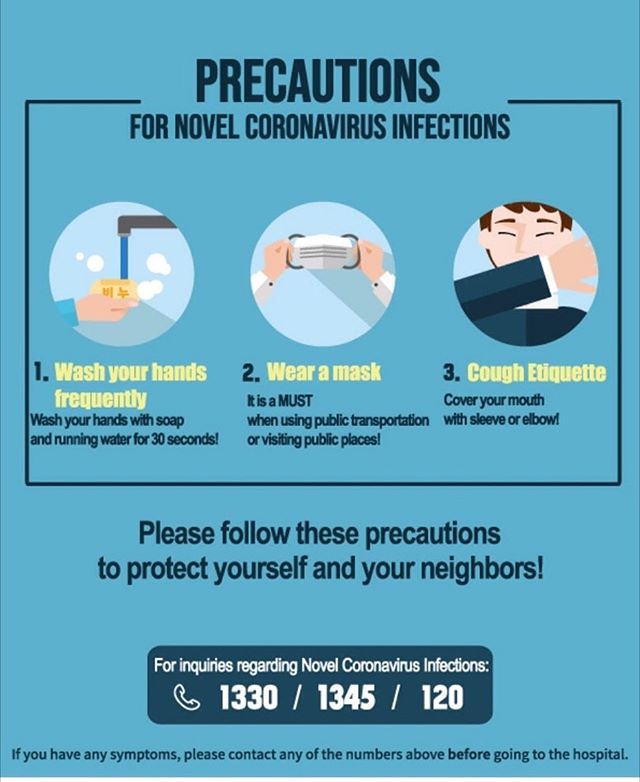 PRECAUTIONS
FOR NOVEL CORONAVIRUS INFECTIONS
비누
1. Wash your hands
frequently
Wash your hands with soap
and running water for 30 seconds!
2. Wear a mask
It is a MUST
when using public transportation
or visiting public places!
3. Cough Etiquette
Cover your mouth
with sleeve or elbow!
Please follow these precautions
to protect yourself and your neighbors!
For inquiries regarding Novel Coronavirus Infections:
1330 / 1345 / 120
If you have any symptoms, please contact any of the numbers above before going to the hospital.